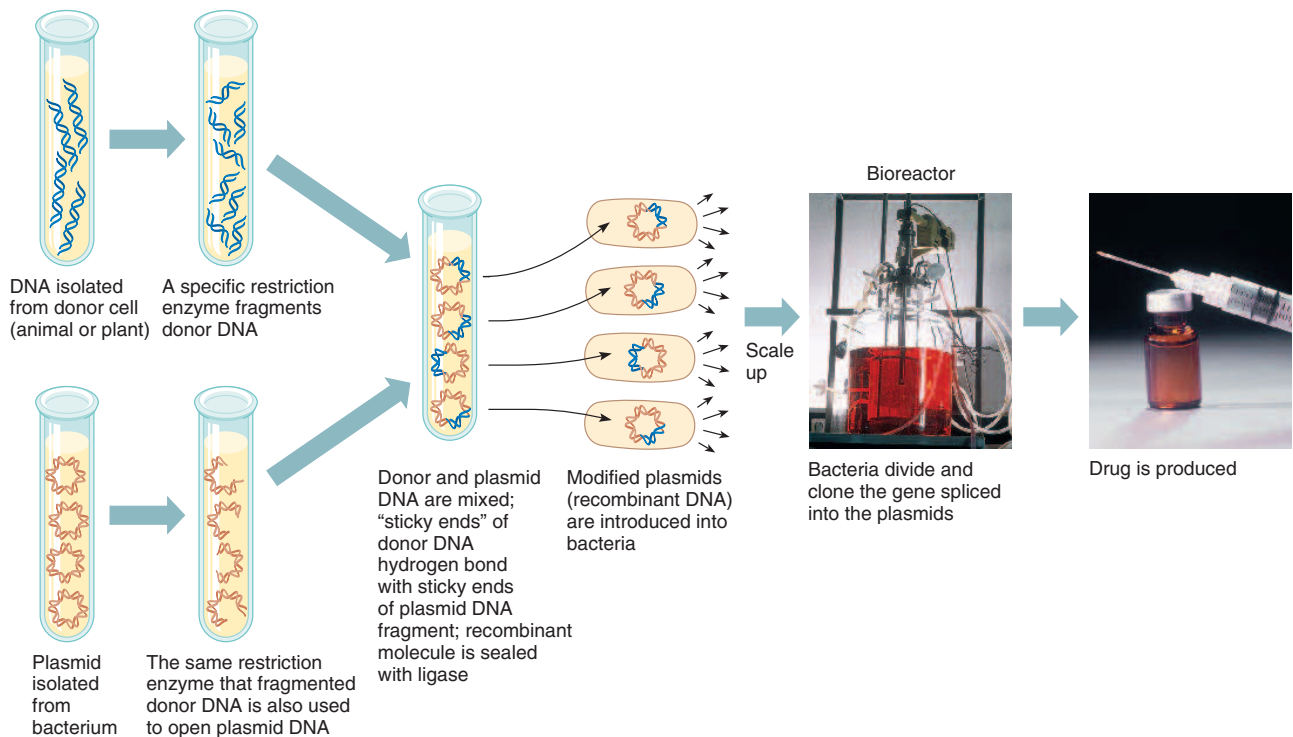 DNA isolated
from donor cell
(animal or plant)
A specific restriction
enzyme fragments
donor DNA
Plasmid
isolated
from
bacterium
The same restriction
enzyme that fragmented
donor DNA is also used
to open plasmid DNA
Donor and plasmid
DNA are mixed;
“sticky ends” of
donor DNA
hydrogen bond
with sticky ends
of plasmid DNA
fragment; recombinant
molecule is sealed
with ligase
Modified plasmids
(recombinant DNA)
are introduced into
bacteria
Scale
up
Bioreactor
Bacteria divide and
clone the gene spliced
into the plasmids
Drug is produced